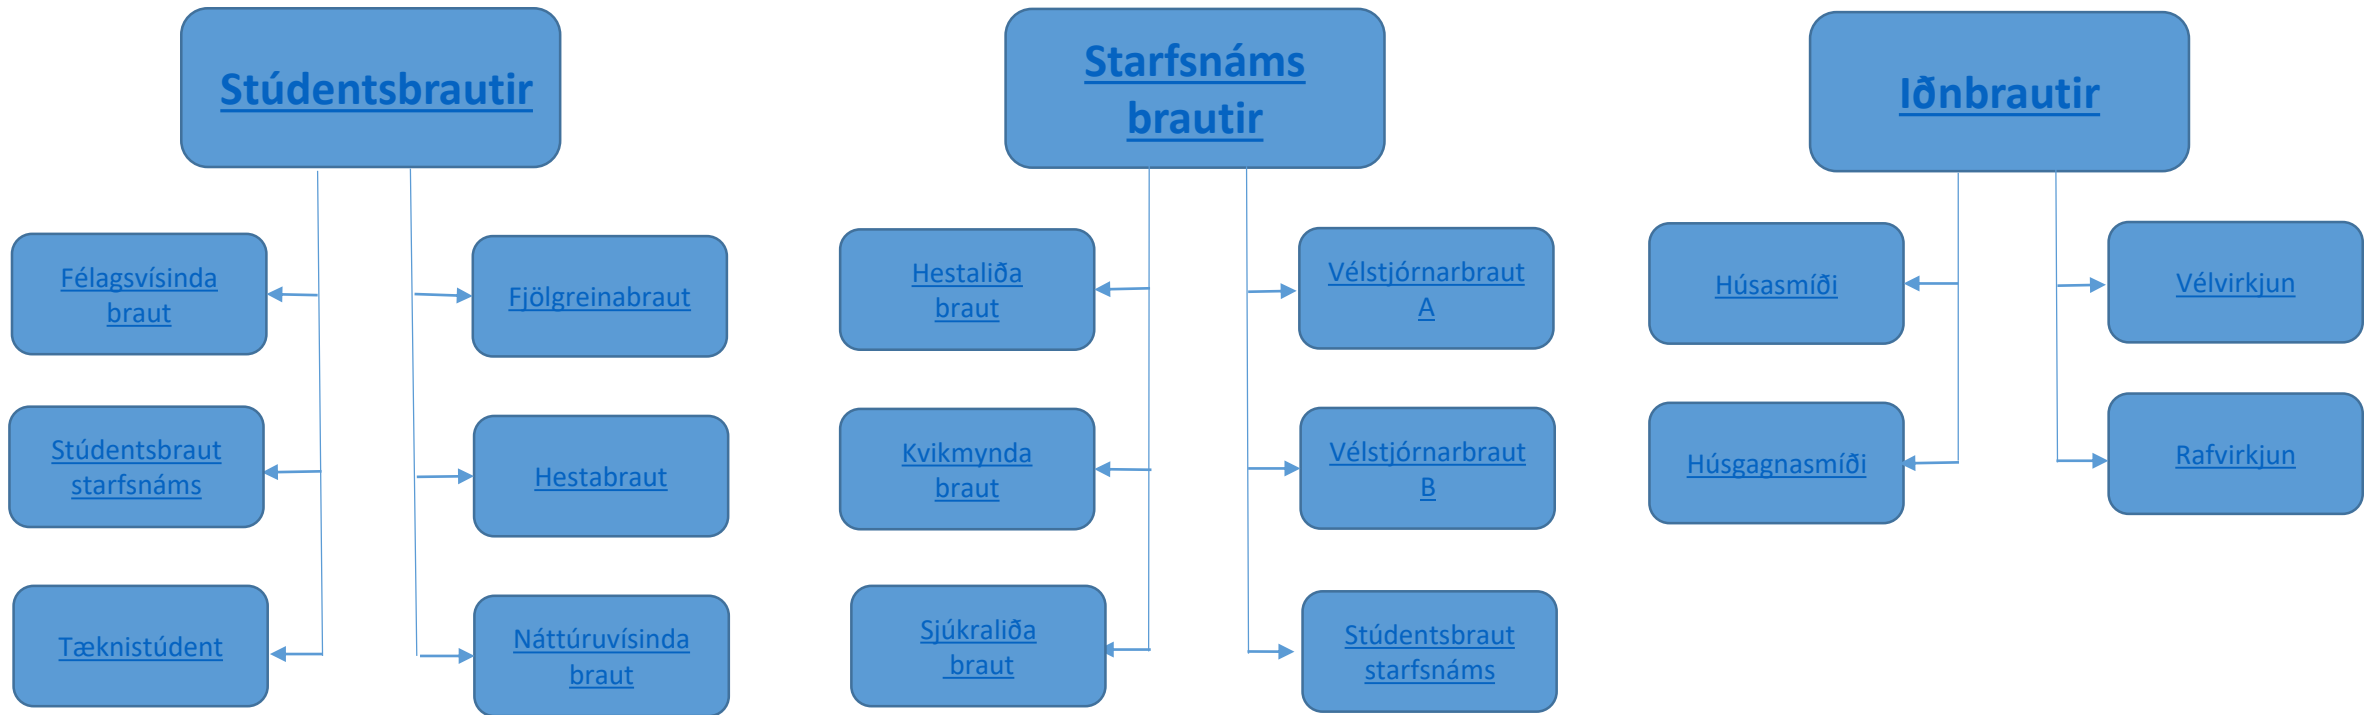 Stúdentsbrautir
Félagsvísinda
braut
Fjölgreinabraut
Stúdentsbraut
starfsnáms
Hestabraut
Tæknistúdent
Náttúruvísinda
braut
Starfsnáms
brautir
Hestaliða
braut
Vélstjórnarbraut
A
Kvikmynda
braut
Vélstjórnarbraut
B
Sjúkraliða
braut
Stúdentsbraut
starfsnáms
Iðnbrautir
Húsasmíði
Vélvirkjun
Húsgagnasmíði
Rafvirkjun